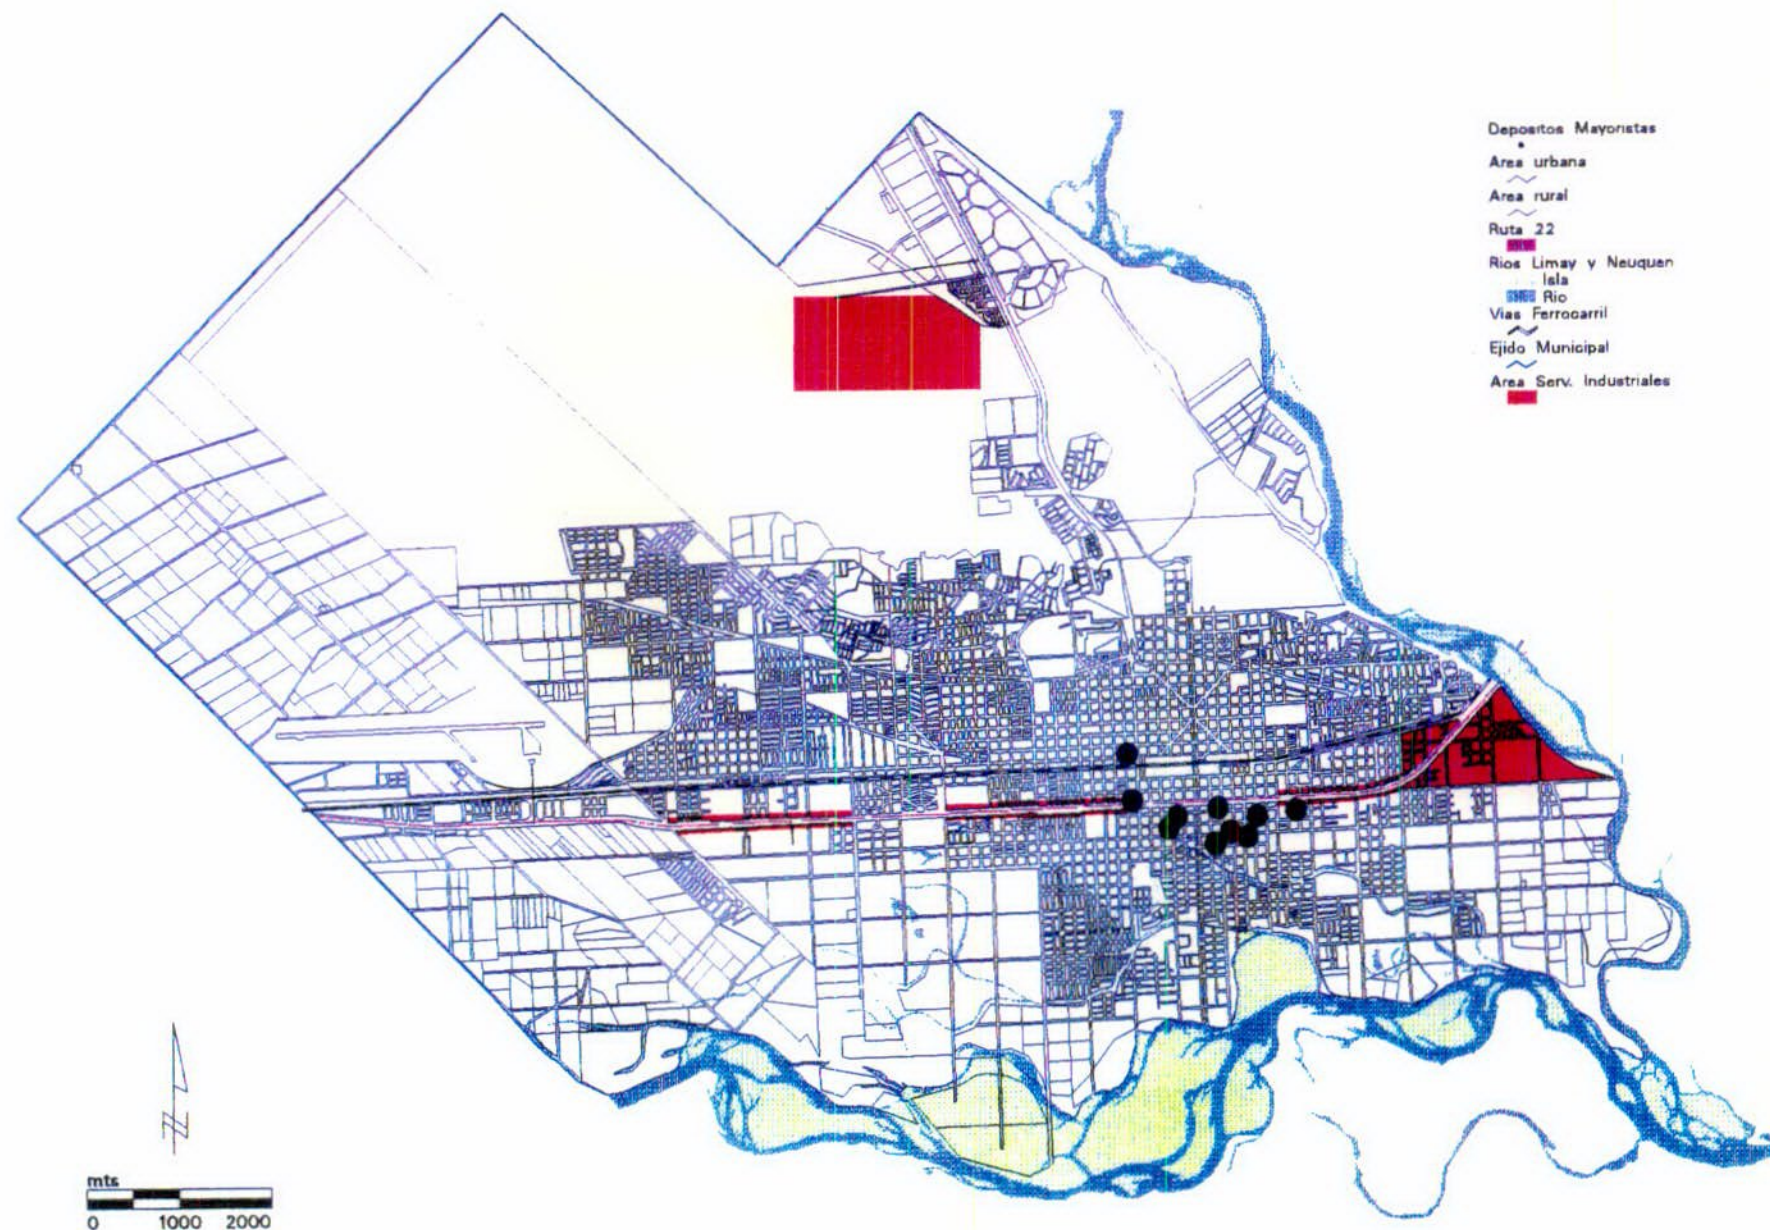 Depositos Mayoristas
Area urbana
Area rural
Ruta 22
Rios Limay y Neuquen
Isla
Rio
Vias Ferrocarril
Ejido Municipal
Area Serv. Industriales
N
mts
0 1000 2000